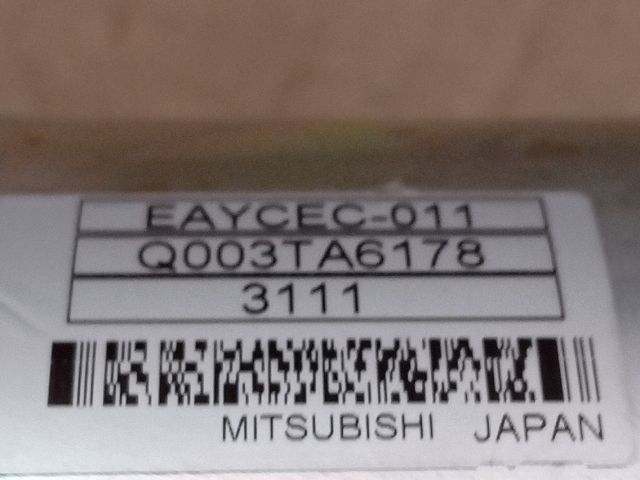 EAYCEC-011
Q003TA6178
3111
MITSUBISHI JAPAN